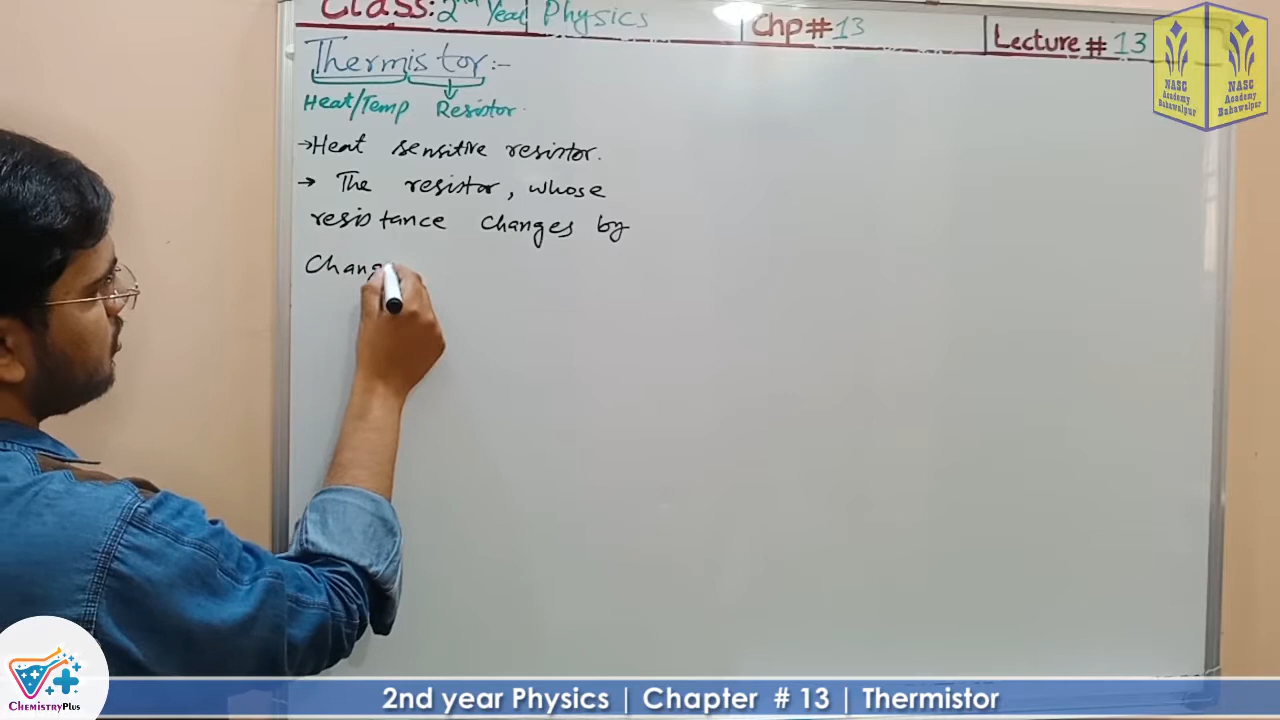 Class: 2nd Year Physics Chp # 13 Lecture # 13
Thermistor :-
Heat/Temp Resistor.
→ Heat sensitive resistor.
→ The resistor, whose
resistance changes by
Chang
NASC Academy Bahawalpur
NASC Academy Bahawalpur
CHEMISTRYPLUS
2nd year Physics | Chapter # 13 | Thermistor